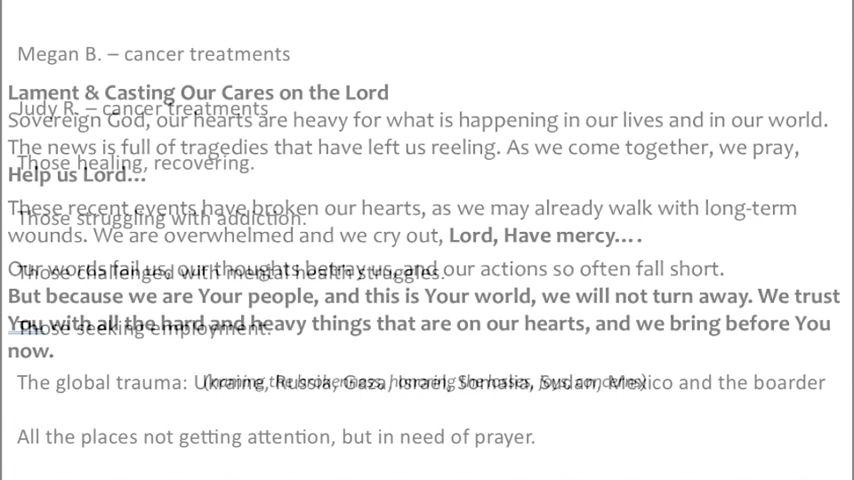 Megan B. – cancer treatments
Lament & Casting Our Cares on the Lord
Judy R. – cancer treatments
Sovereign God, our hearts are heavy for what is happening in our lives and in our world.
The news is full of tragedies that have left us reeling. As we come together, we pray,
Those healing, recovering.
Help us Lord…
These recent events have broken our hearts, as we may already walk with long-term
Those struggling with addiction.
wounds. We are overwhelmed and we cry out, Lord, Have mercy….
Our words fail us, our thoughts betray us, and our actions so often fall short.
Those challenged with mental health struggles.
But because we are Your people, and this is Your world, we will not turn away. We trust
You with all the hard and heavy things that are on our hearts, and we bring before You
Those seeking employment.
now.
The global trauma: Ukraine, Russia, Gaza, Israel, Somalia, Sudan, Mexico and the boarder
(naming the brokenness, honoring the losses, joys, concerns)
All the places not getting attention, but in need of prayer.